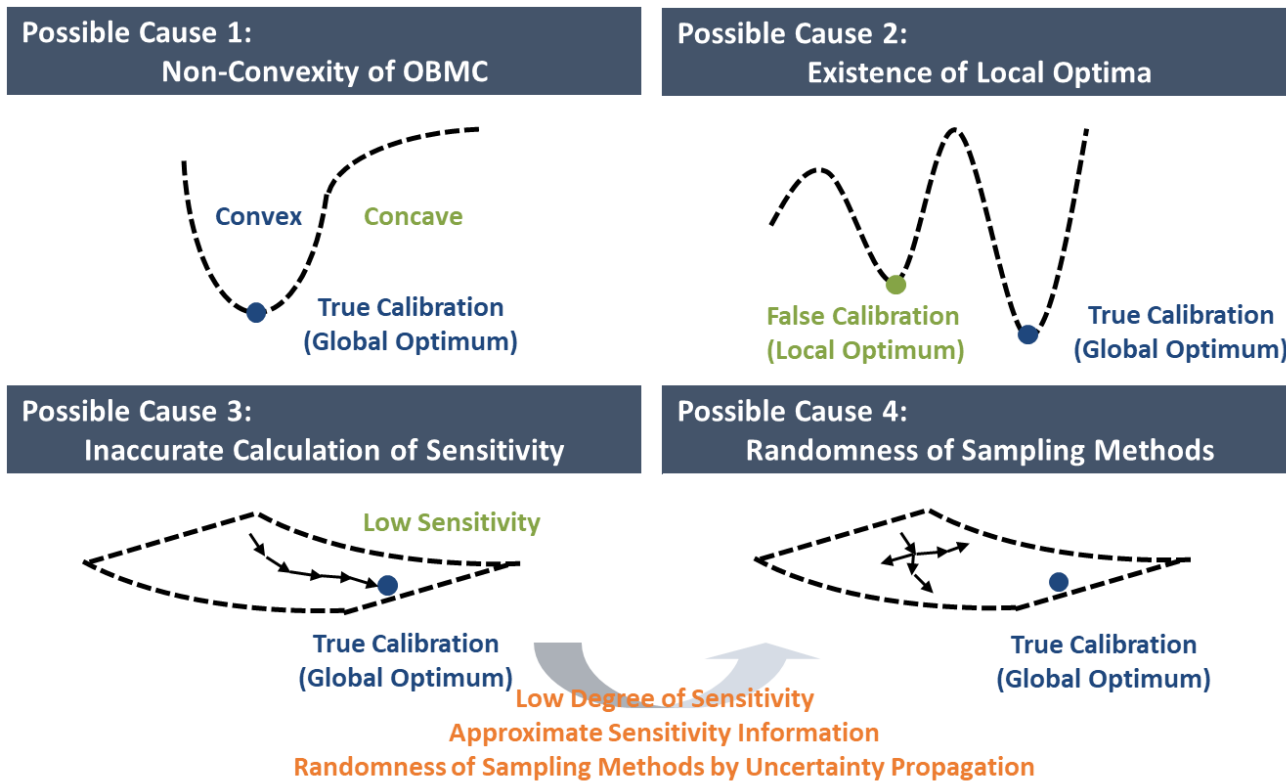 Possible Cause 1:
Non-Convexity of OBMC
Convex
Concave
True Calibration
(Global Optimum)
Possible Cause 2:
Existence of Local Optima
False Calibration
(Local Optimum)
True Calibration
(Global Optimum)
Possible Cause 3:
Inaccurate Calculation of Sensitivity
Low Sensitivity
True Calibration
(Global Optimum)
Possible Cause 4:
Randomness of Sampling Methods
True Calibration
(Global Optimum)
Low Degree of Sensitivity
Approximate Sensitivity Information
Randomness of Sampling Methods by Uncertainty Propagation